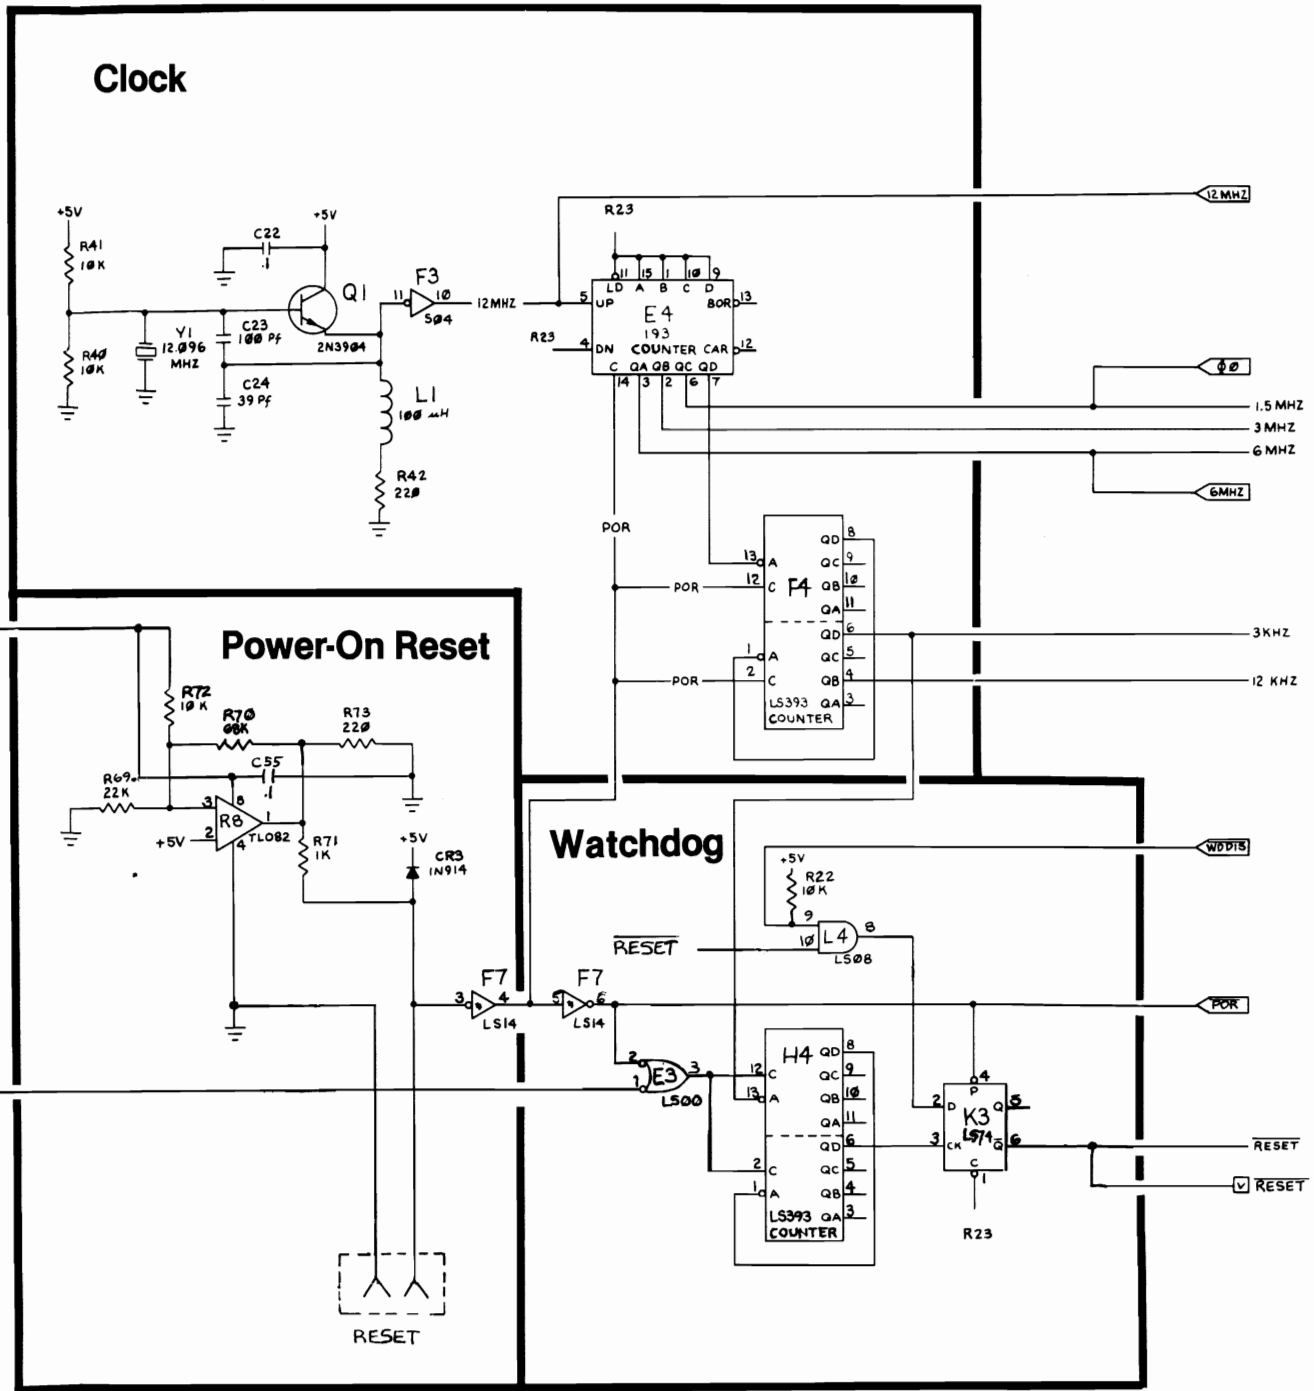 Clock
+5V
R41
10K
R40
10K
Y1
12.096
MHZ
C22
.1
+5V
C23
100 Pf
C24
39 Pf
Q1
2N3904
L1
100 uH
R42
220
F3
11
10
S04
12MHZ
R23
11 15 1 10 9
LD A B C D
5 UP
BOR 13
E4
193
COUNTER
R23
4 DN
CAR 12
C QA QB QC QD
14 3 2 6 7
12MHZ
Φ0
1.5 MHZ
3 MHZ
6 MHZ
6MHZ
POR
POR
POR
13 A
12 C
F4
QD 8
QC 9
QB 10
QA 11
1 A
2 C
QD 6
QC 5
QB 4
QA 3
LS393
COUNTER
3KHZ
12 KHZ
Power-On Reset
R72
10 K
R70
68K
R73
220
C55
.1
R69
22K
3
2
8
1
4
R8
TL082
+5V
R71
1K
+5V
CR3
1N914
F7
3
4
LS14
RESET
Watchdog
F7
5
6
LS14
WDDIS
+5V
R22
10K
9
10
8
L4
LS08
RESET
POR
2
1
3
E3
LS00
12 C
13 A
H4
QD 8
QC 9
QB 10
QA 11
2 C
1 A
QD 6
QC 5
QB 4
QA 3
LS393
COUNTER
4
P
2 D
Q 5
K3
LS74
3 CK
Q 6
C
1
R23
RESET
V RESET